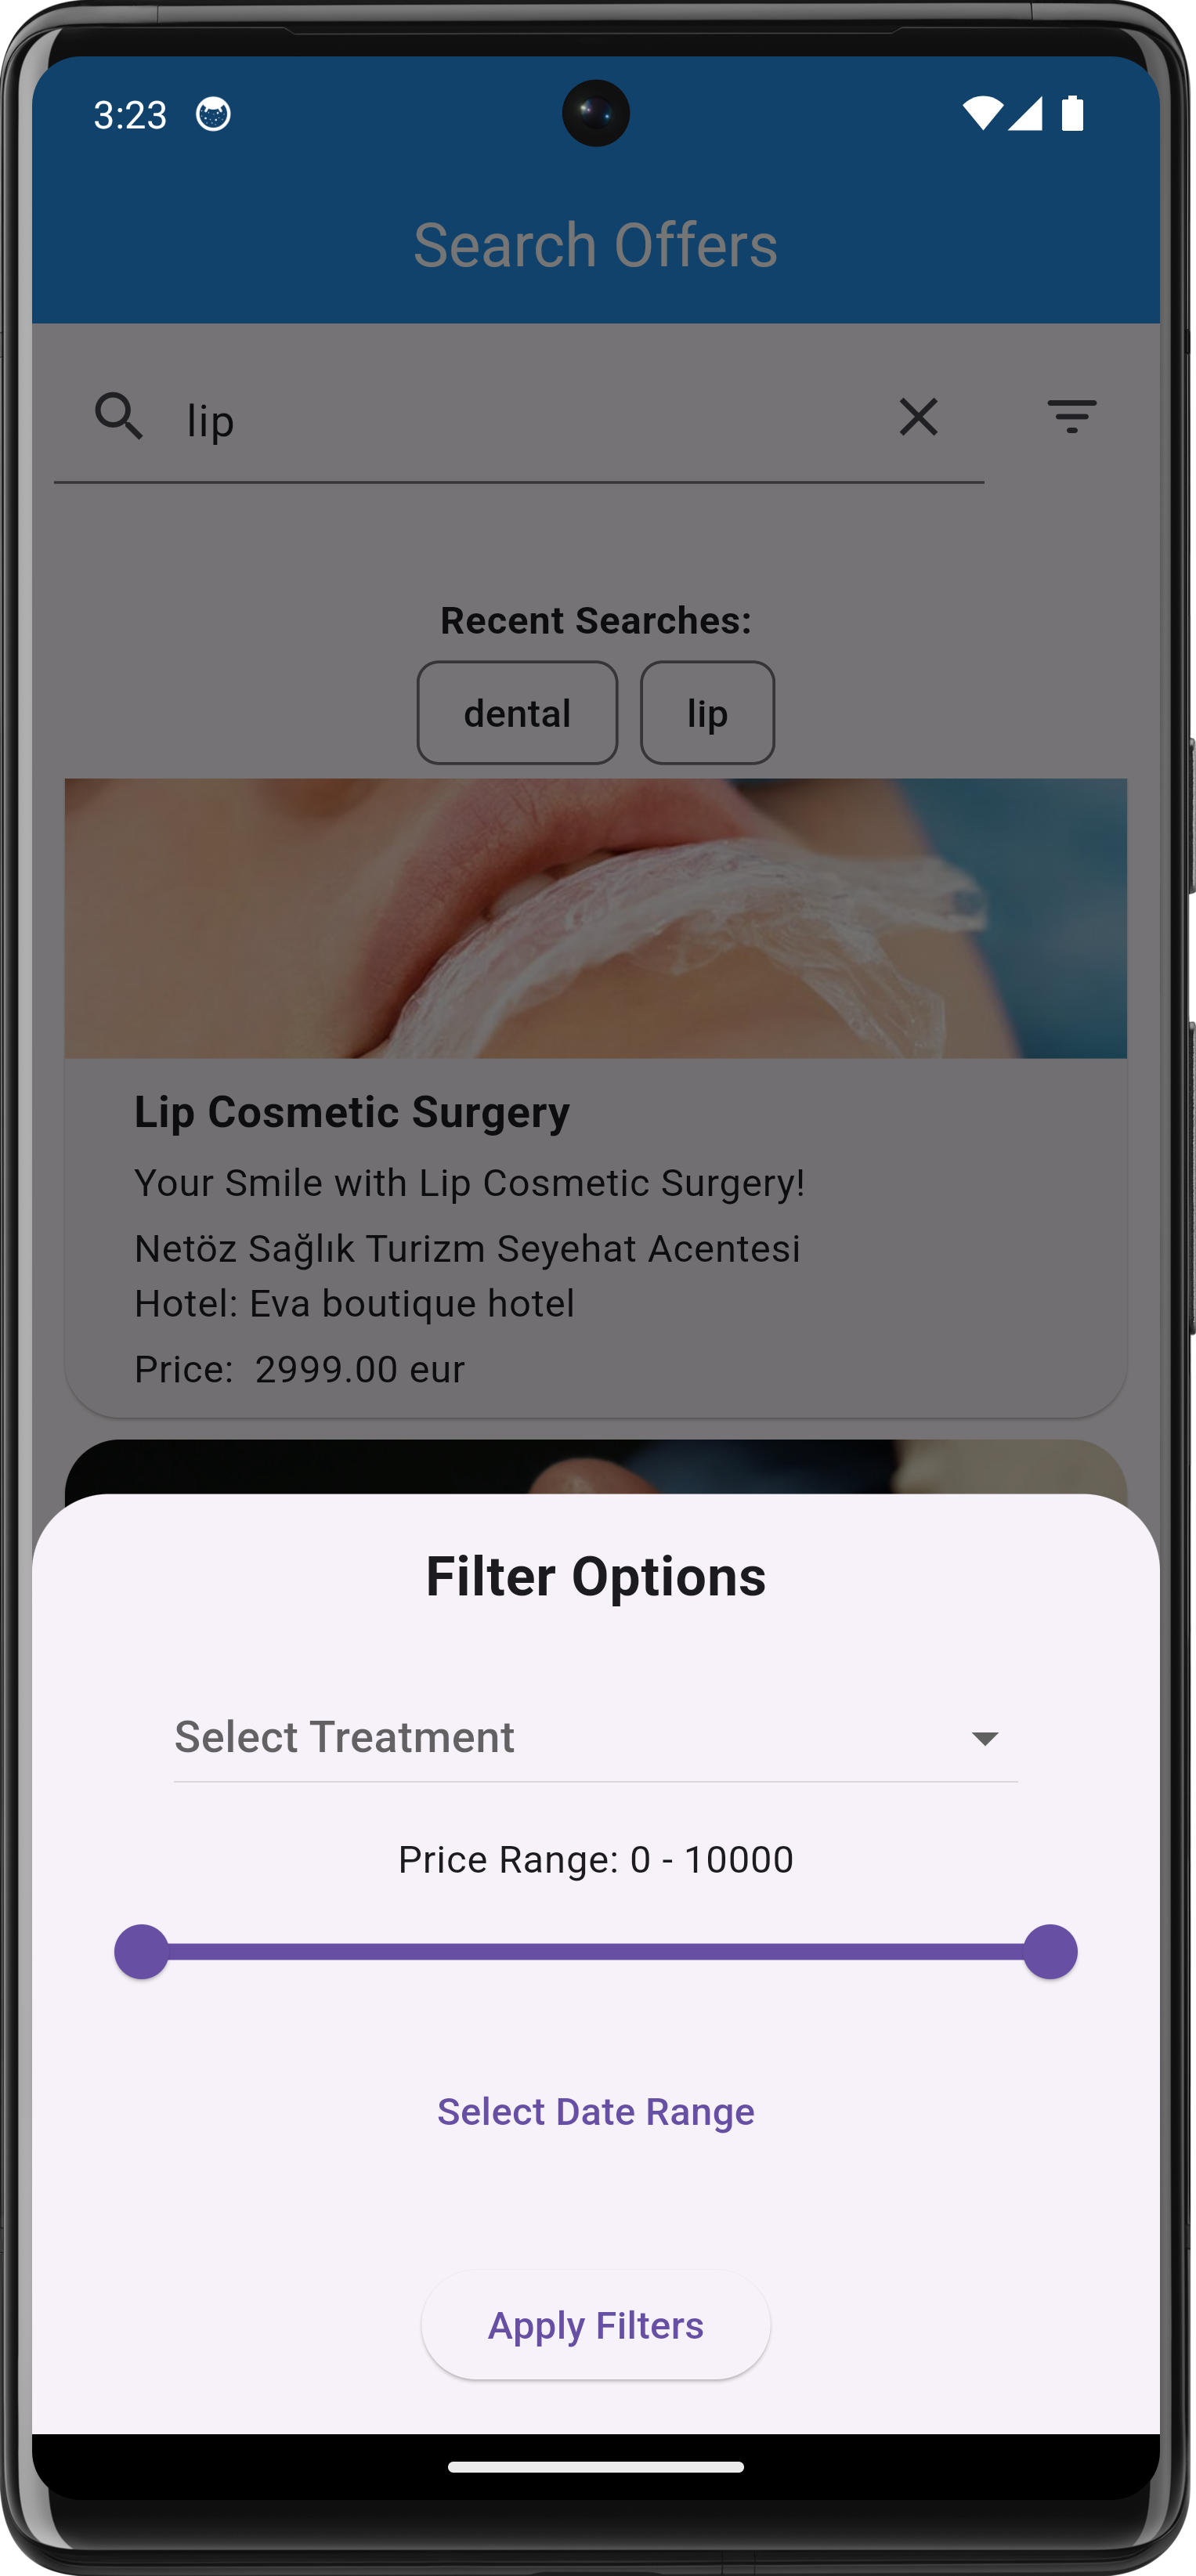 3:23
Search Offers
lip
Recent Searches:
dental lip
Lip Cosmetic Surgery
Your Smile with Lip Cosmetic Surgery!
Netöz Sağlık Turizm Seyehat Acentesi
Hotel: Eva boutique hotel
Price: 2999.00 eur
Filter Options
Select Treatment
Price Range: 0 - 10000
Select Date Range
Apply Filters